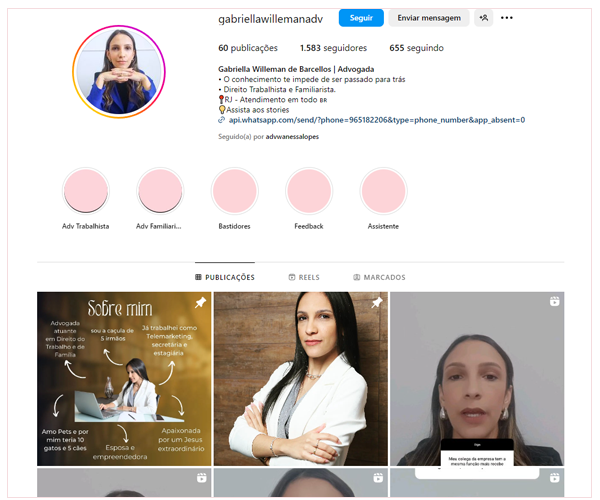 gabriellawillemanadv
Seguir
Enviar mensagem
60 publicações
1.583 seguidores
655 seguindo
Gabriella Willeman de Barcellos | Advogada
• O conhecimento te impede de ser passado para trás
• Direito Trabalhista e Familiarista.
📍RJ - Atendimento em todo BR
💡Assista aos stories
api.whatsapp.com/send/?phone=965182206&type=phone_number&app_absent=0
Seguido(a) por advwanessalopes
Adv Trabalhista
Adv Familiari...
Bastidores
Feedback
Assistente
PUBLICAÇÕES
REELS
MARCADOS
Sobre mim
Advogada
atuante
em Direito do
Trabalho e de
Família
sou a caçula de
5 irmãos
Já trabalhei como
Telemarketing,
secretária e
estagiária
Amo Pets e por
mim teria 10
gatos e 5 cães
Esposa e
empreendedora
Apaixonada
por um Jesus
extraordinário
Meu colega de empresa tem a
mesma função mais recebe